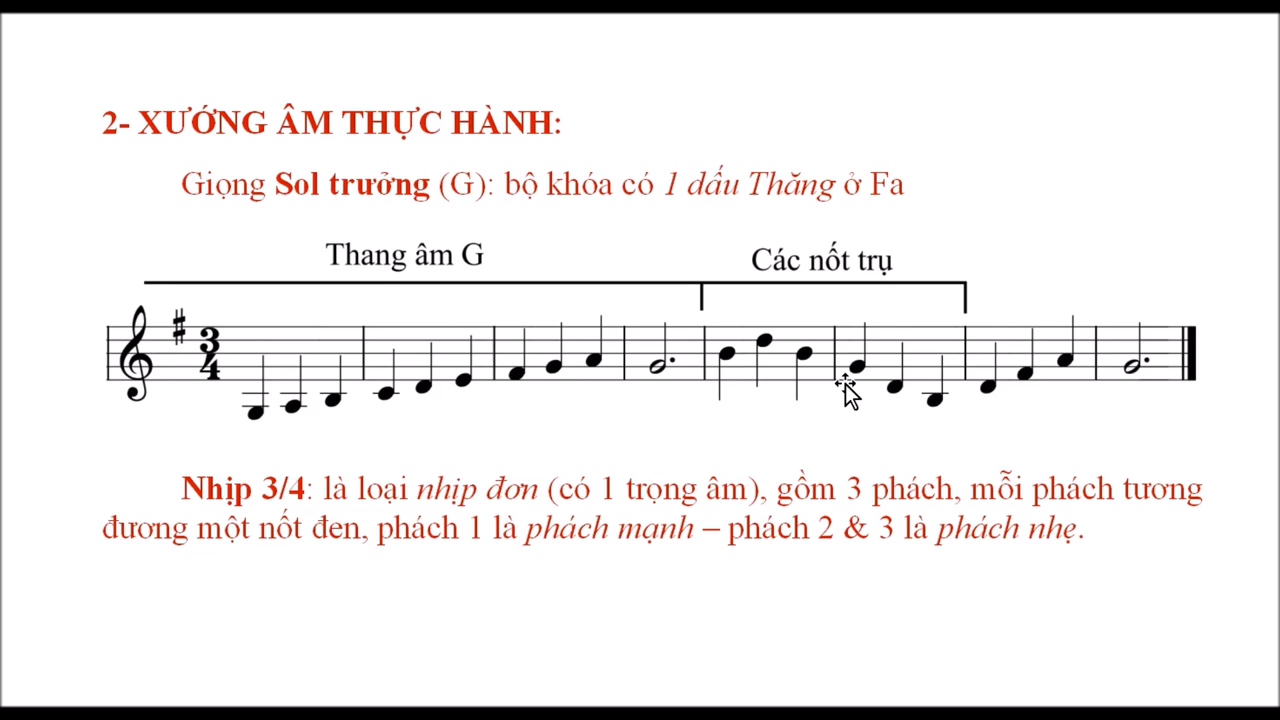 2- XƯỚNG ÂM THỰC HÀNH:
Giọng Sol trưởng (G): bộ khóa có 1 dấu Thăng ở Fa
Thang âm G
Các nốt trụ
3
4
Nhịp 3/4: là loại nhịp đơn (có 1 trọng âm), gồm 3 phách, mỗi phách tương
đương một nốt đen, phách 1 là phách mạnh – phách 2 & 3 là phách nhẹ.